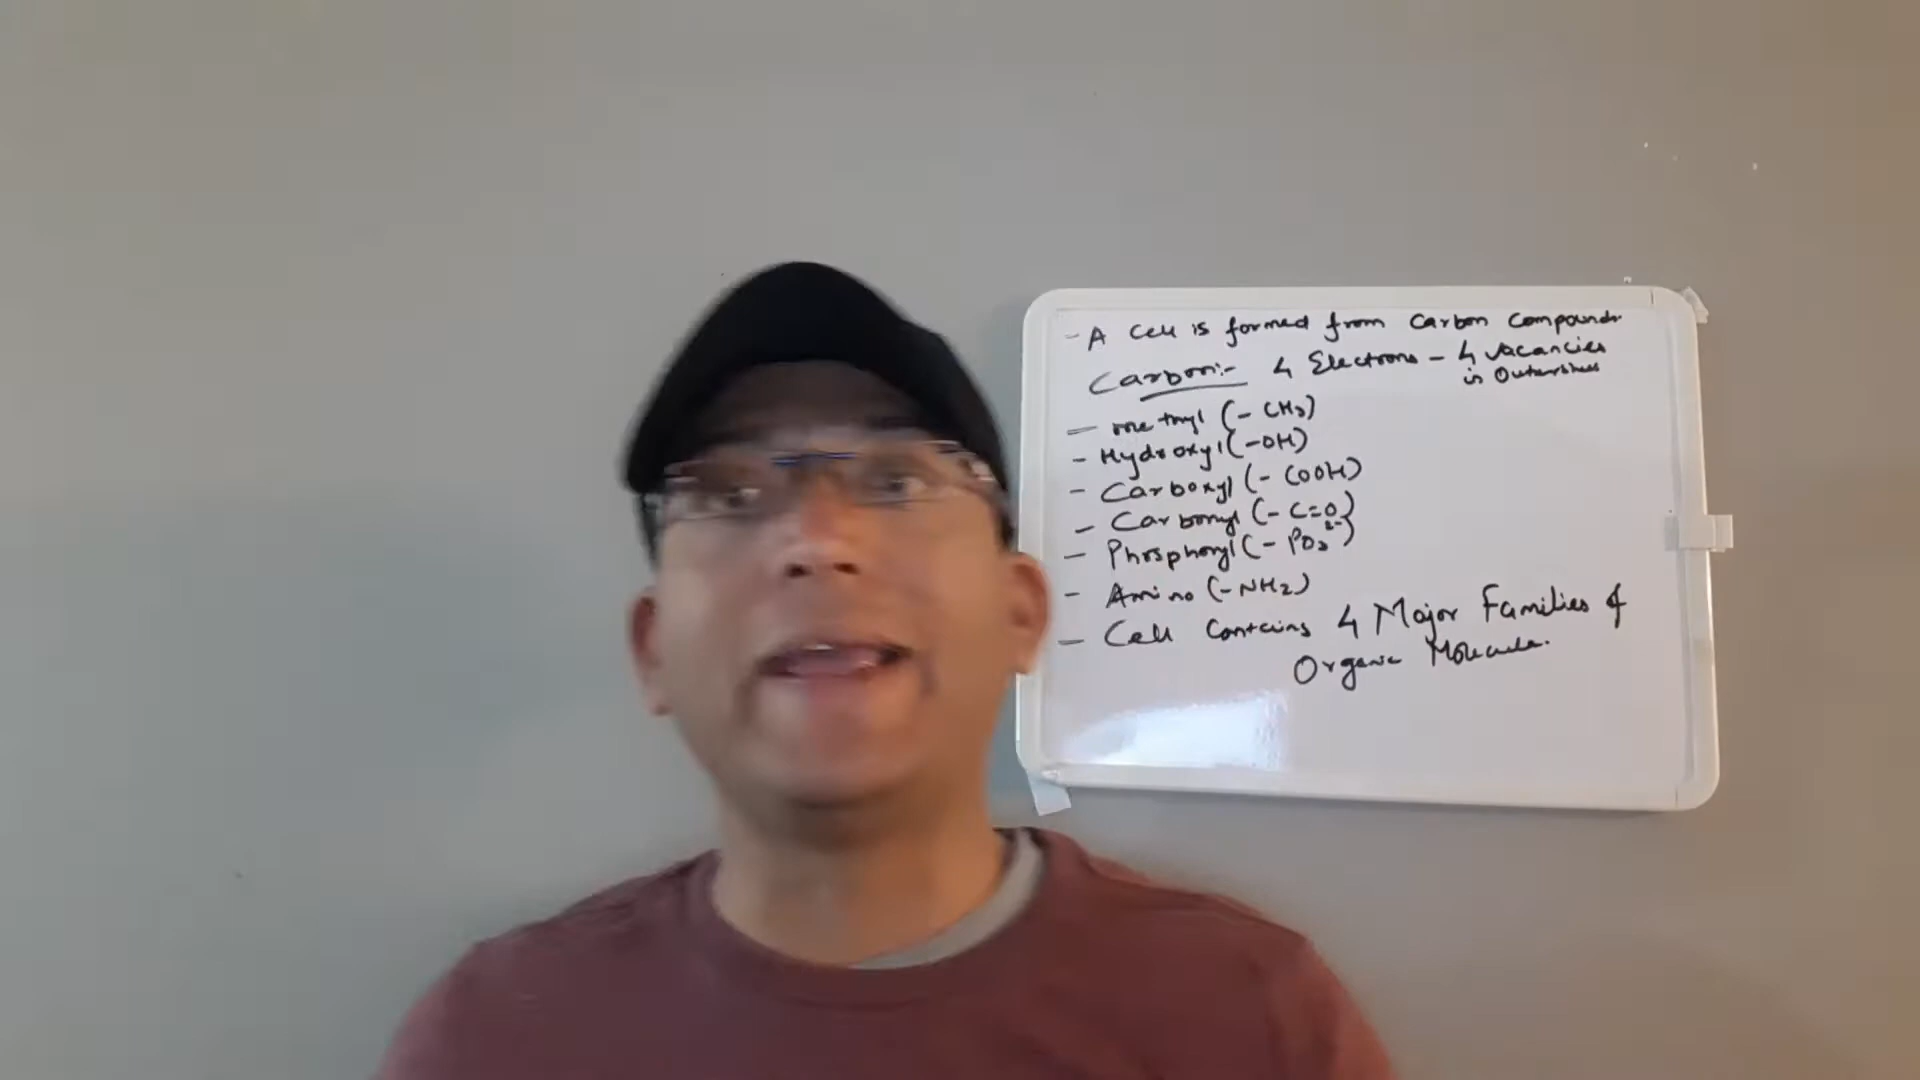 - A Cell is formed from Carbon Compounds
Carbon:- 4 Electrons - 4 vacancies
in Outershell
- methyl (- CH3)
- Hydroxyl (-OH)
- Carboxyl (- COOH)
- Carbonyl (- C=O)
- Phosphoryl (- PO3 2-)
- Amino (-NH2)
- Cell Contains 4 Major Families of
Organic Molecule.